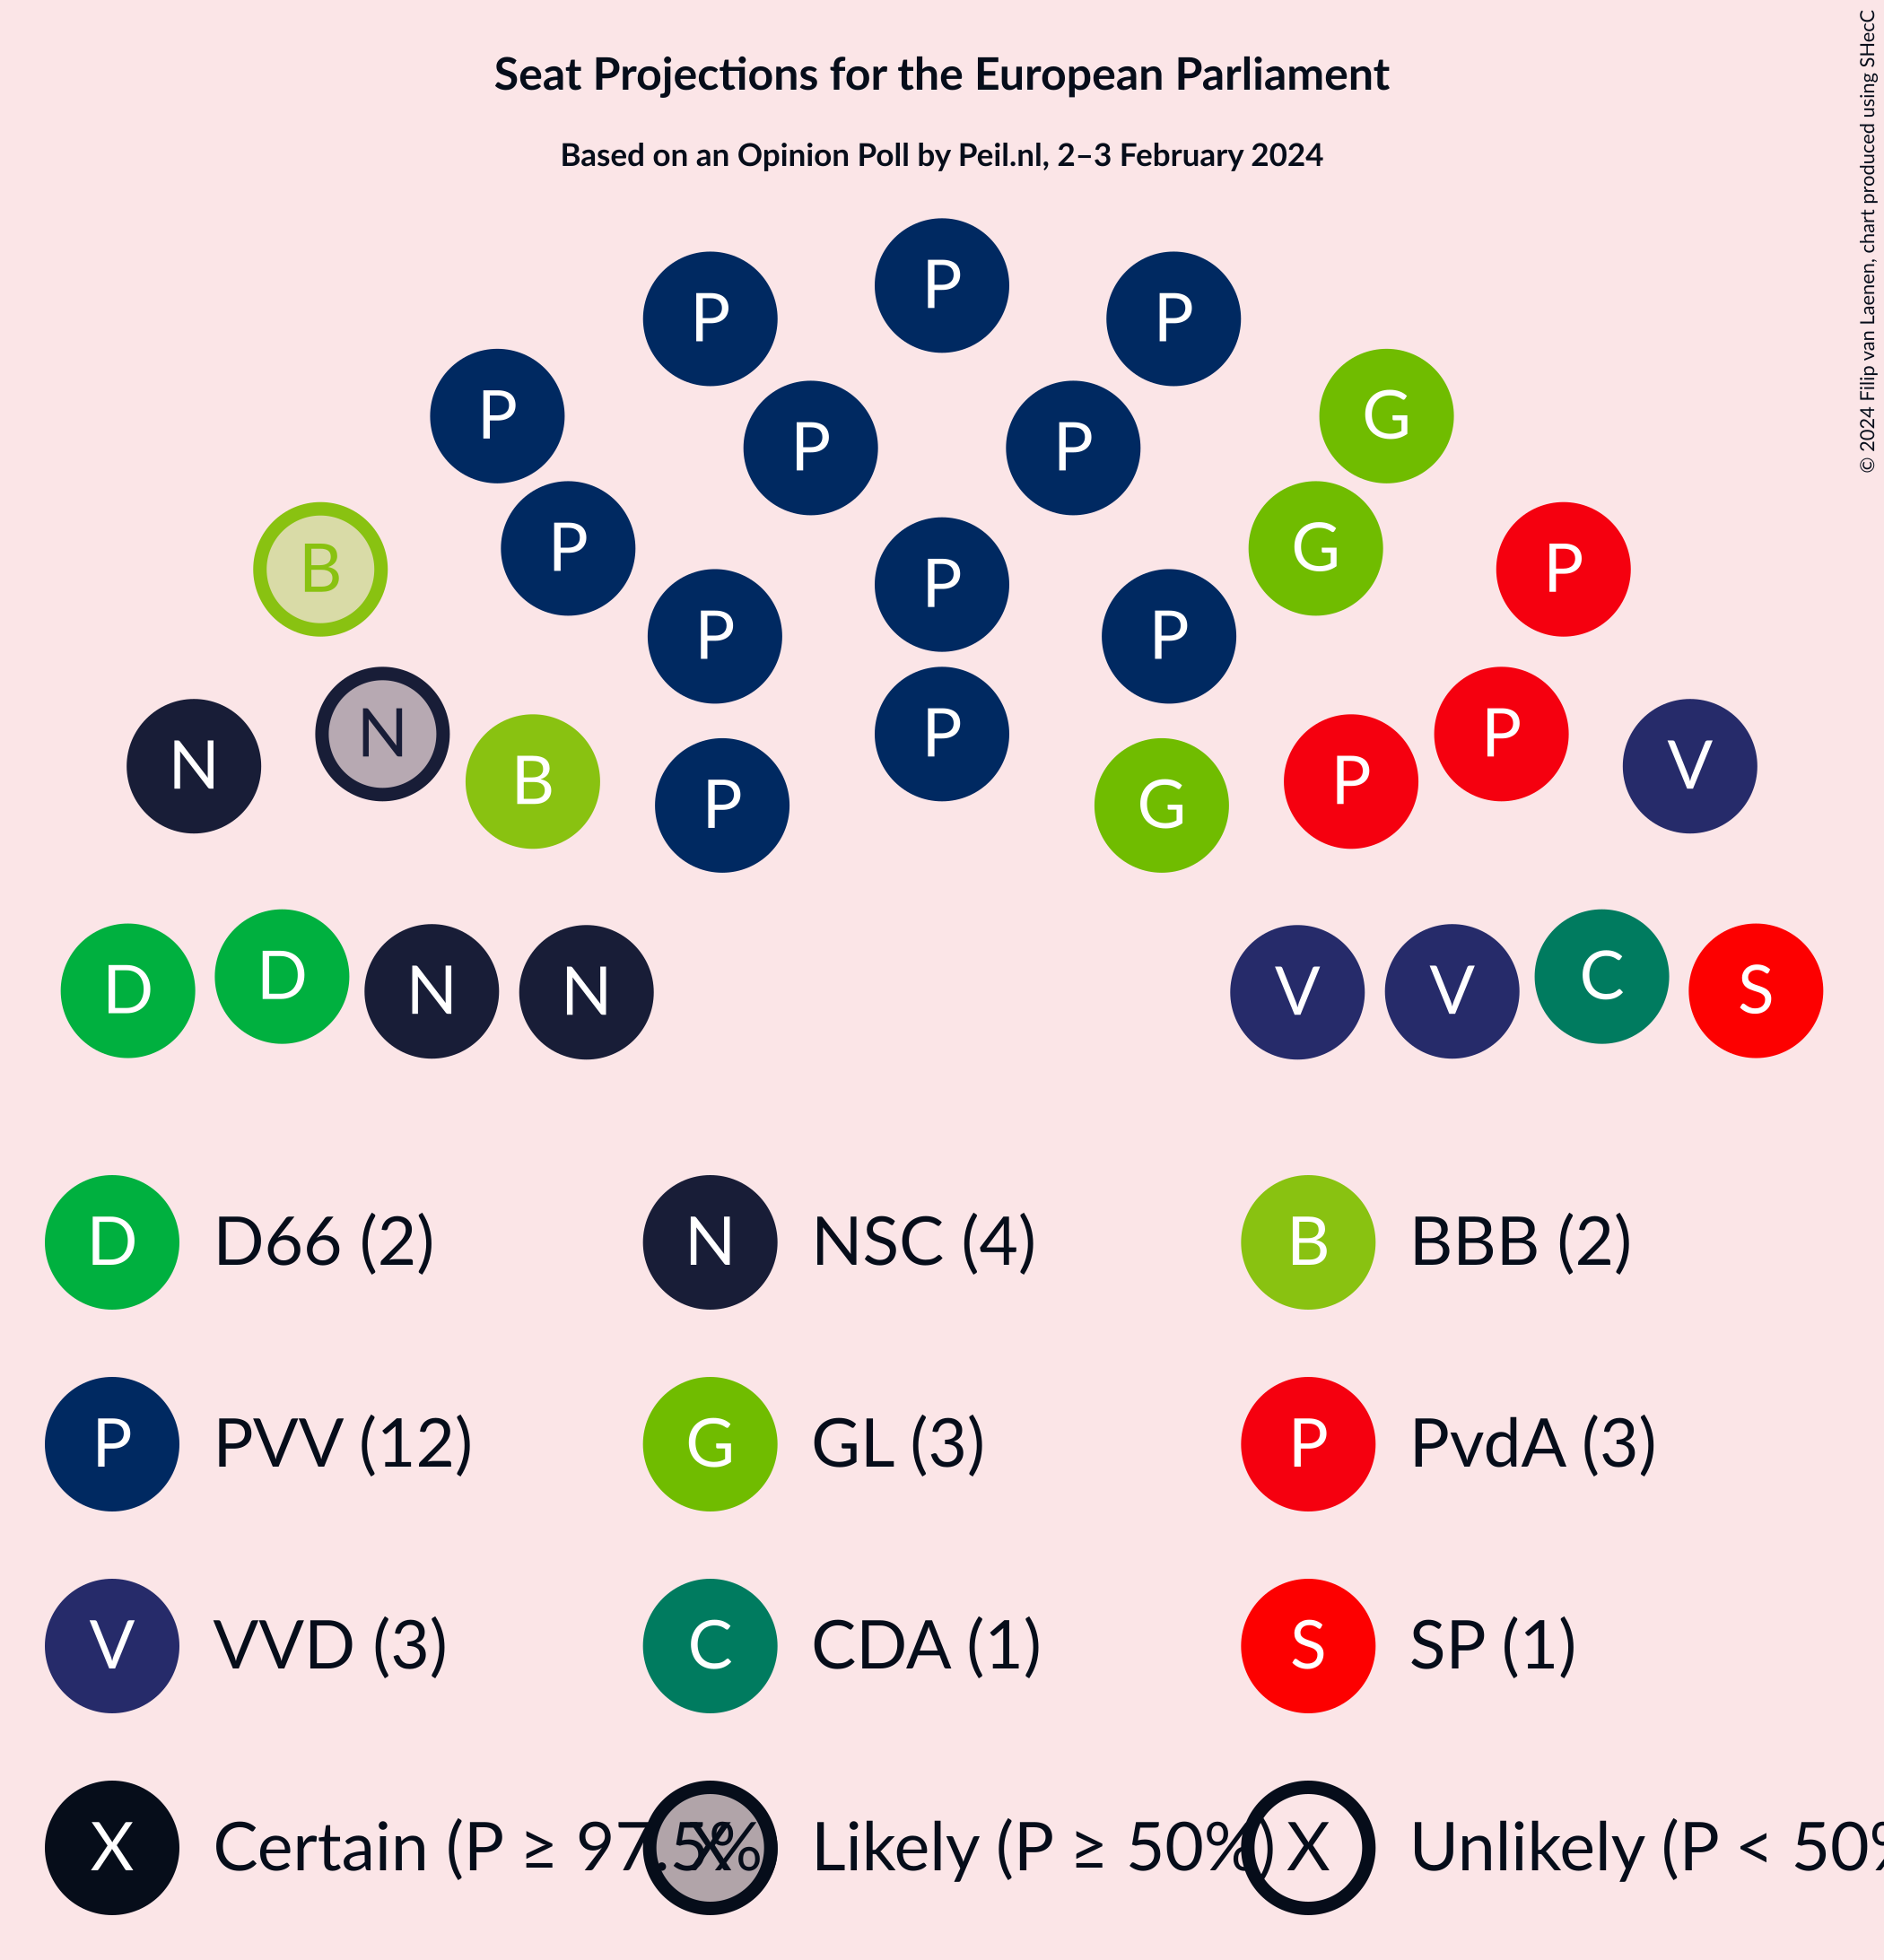 Seat Projections for the European Parliament
Based on an Opinion Poll by Peil.nl, 2–3 February 2024
© 2024 Filip van Laenen, chart produced using SHecC
P
P P
P G
P P
P G
B P
P
P P
N P
P
N V
B P
P G
D C
D S
N V
N V
D D66 (2) N NSC (4) B BBB (2)
P PVV (12) G GL (3) P PvdA (3)
V VVD (3) C CDA (1) S SP (1)
X Certain (P ≥ 97.5% X Likely (P ≥ 50%) X Unlikely (P < 50%